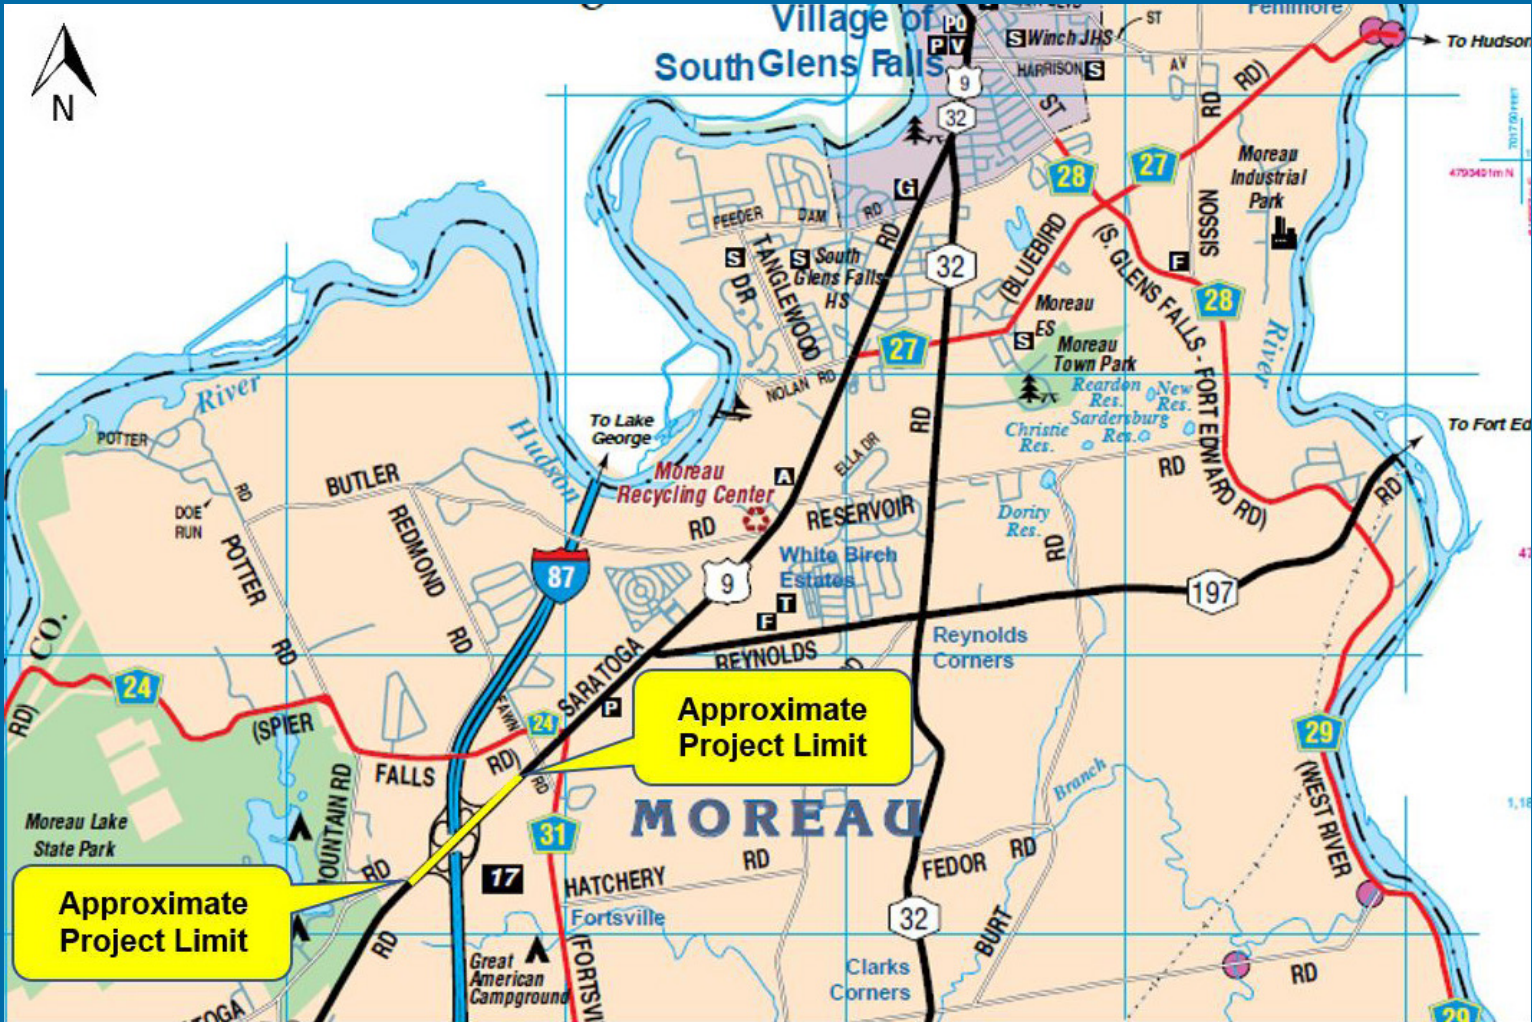 Village of
South Glens Falls
PO
P V
S Winch JHS
ST
Fenimore
To Hudson
HARRISON S
AV
RD
RD)
9
32
ST
N
28
27
Moreau
Industrial
Park
4793491m N
G
FEEDER
DAM
RD
RD
SISSON
S
S South
Glens Falls
HS
TANGLEWOOD
DR
32
(BLUEBIRD
(S. GLENS FALLS - FORT EDWARD RD)
F
28
Moreau
ES
S
Moreau
Town Park
River
27
NOLAN RD
Reardon
Res.
New
Res.
Sardersburg
Res.
Christie
Res.
River
Hudson
To Lake
George
To Fort Ed
POTTER
RD
BUTLER
Moreau
Recycling Center
A
ELLA DR
RD
RD
DOE
RUN
REDMOND
RD
RD
RESERVOIR
Dority
Res.
RD
POTTER
RD
87
9
White Birch
Estates
T
F
197
CO.
Reynolds
Corners
REYNOLDS
RD
SARATOGA
24
RD)
(SPIER
FALLS
RD)
FAWN
RD
24
P
Approximate
Project Limit
29
(WEST RIVER
MOUNTAIN RD
MOREAU
Branch
31
Moreau Lake
State Park
RD
17
HATCHERY
RD
FEDOR
RD
Approximate
Project Limit
Fortsville
32
BURT
RD
Great
American
Campground
(FORTSVI
Clarks
Corners
RD
TOGA
29